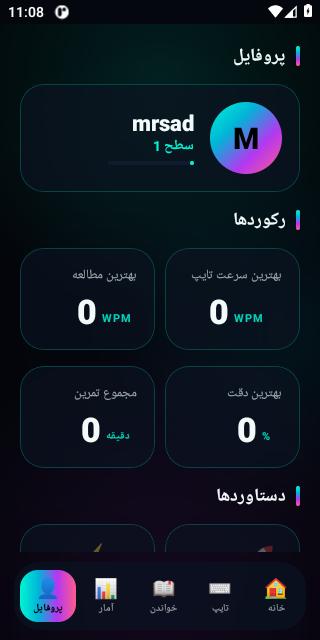 11:08
پروفایل
M
mrsad
سطح 1
رکوردها
بهترین سرعت تایپ
0 WPM
بهترین مطالعه
0 WPM
بهترین دقت
0 %
مجموع تمرین
0 دقیقه
دستاوردها
خانه
تایپ
خواندن
آمار
پروفایل